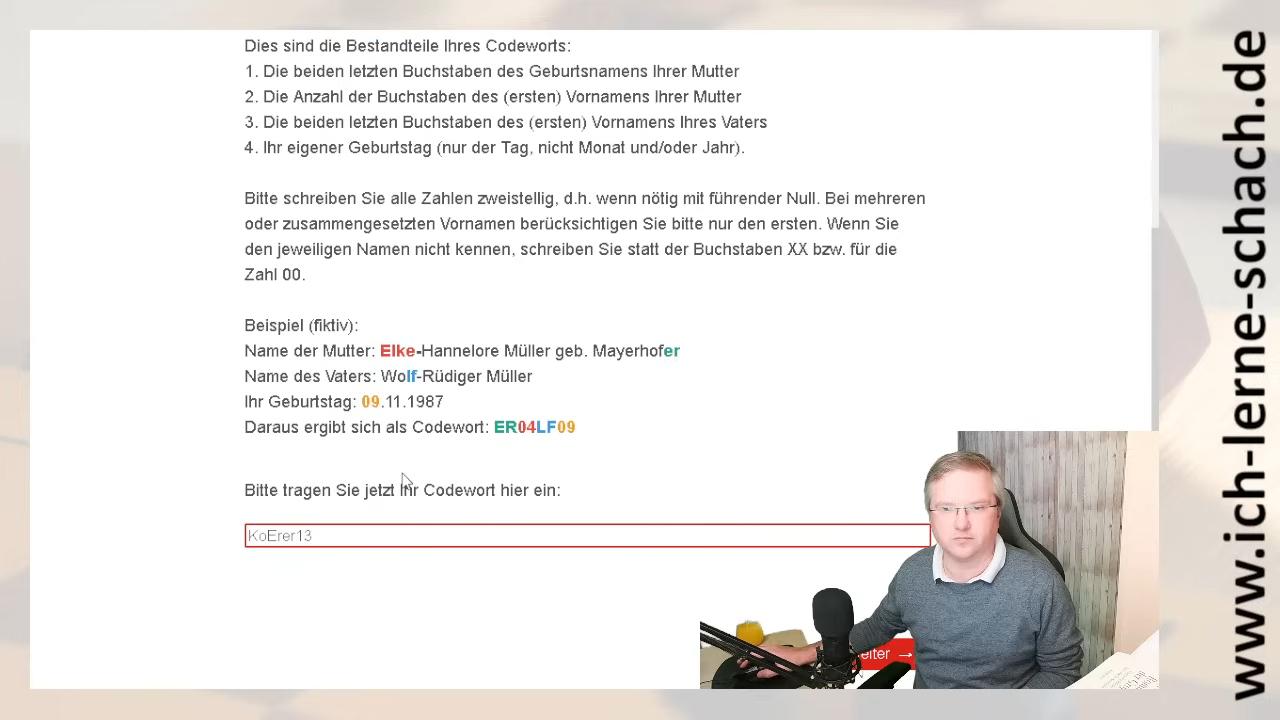 Dies sind die Bestandteile Ihres Codeworts:
1. Die beiden letzten Buchstaben des Geburtsnamens Ihrer Mutter
2. Die Anzahl der Buchstaben des (ersten) Vornamens Ihrer Mutter
3. Die beiden letzten Buchstaben des (ersten) Vornamens Ihres Vaters
4. Ihr eigener Geburtstag (nur der Tag, nicht Monat und/oder Jahr).
Bitte schreiben Sie alle Zahlen zweistellig, d.h. wenn nötig mit führender Null. Bei mehreren
oder zusammengesetzten Vornamen berücksichtigen Sie bitte nur den ersten. Wenn Sie
den jeweiligen Namen nicht kennen, schreiben Sie statt der Buchstaben XX bzw. für die
Zahl 00.
Beispiel (fiktiv):
Name der Mutter: Elke-Hannelore Müller geb. Mayerhofer
Name des Vaters: Wolf-Rüdiger Müller
Ihr Geburtstag: 09.11.1987
Daraus ergibt sich als Codewort: ER04LF09
Bitte tragen Sie jetzt Ihr Codewort hier ein:
KoErer13
eiter →
www.ich-lerne-schach.de